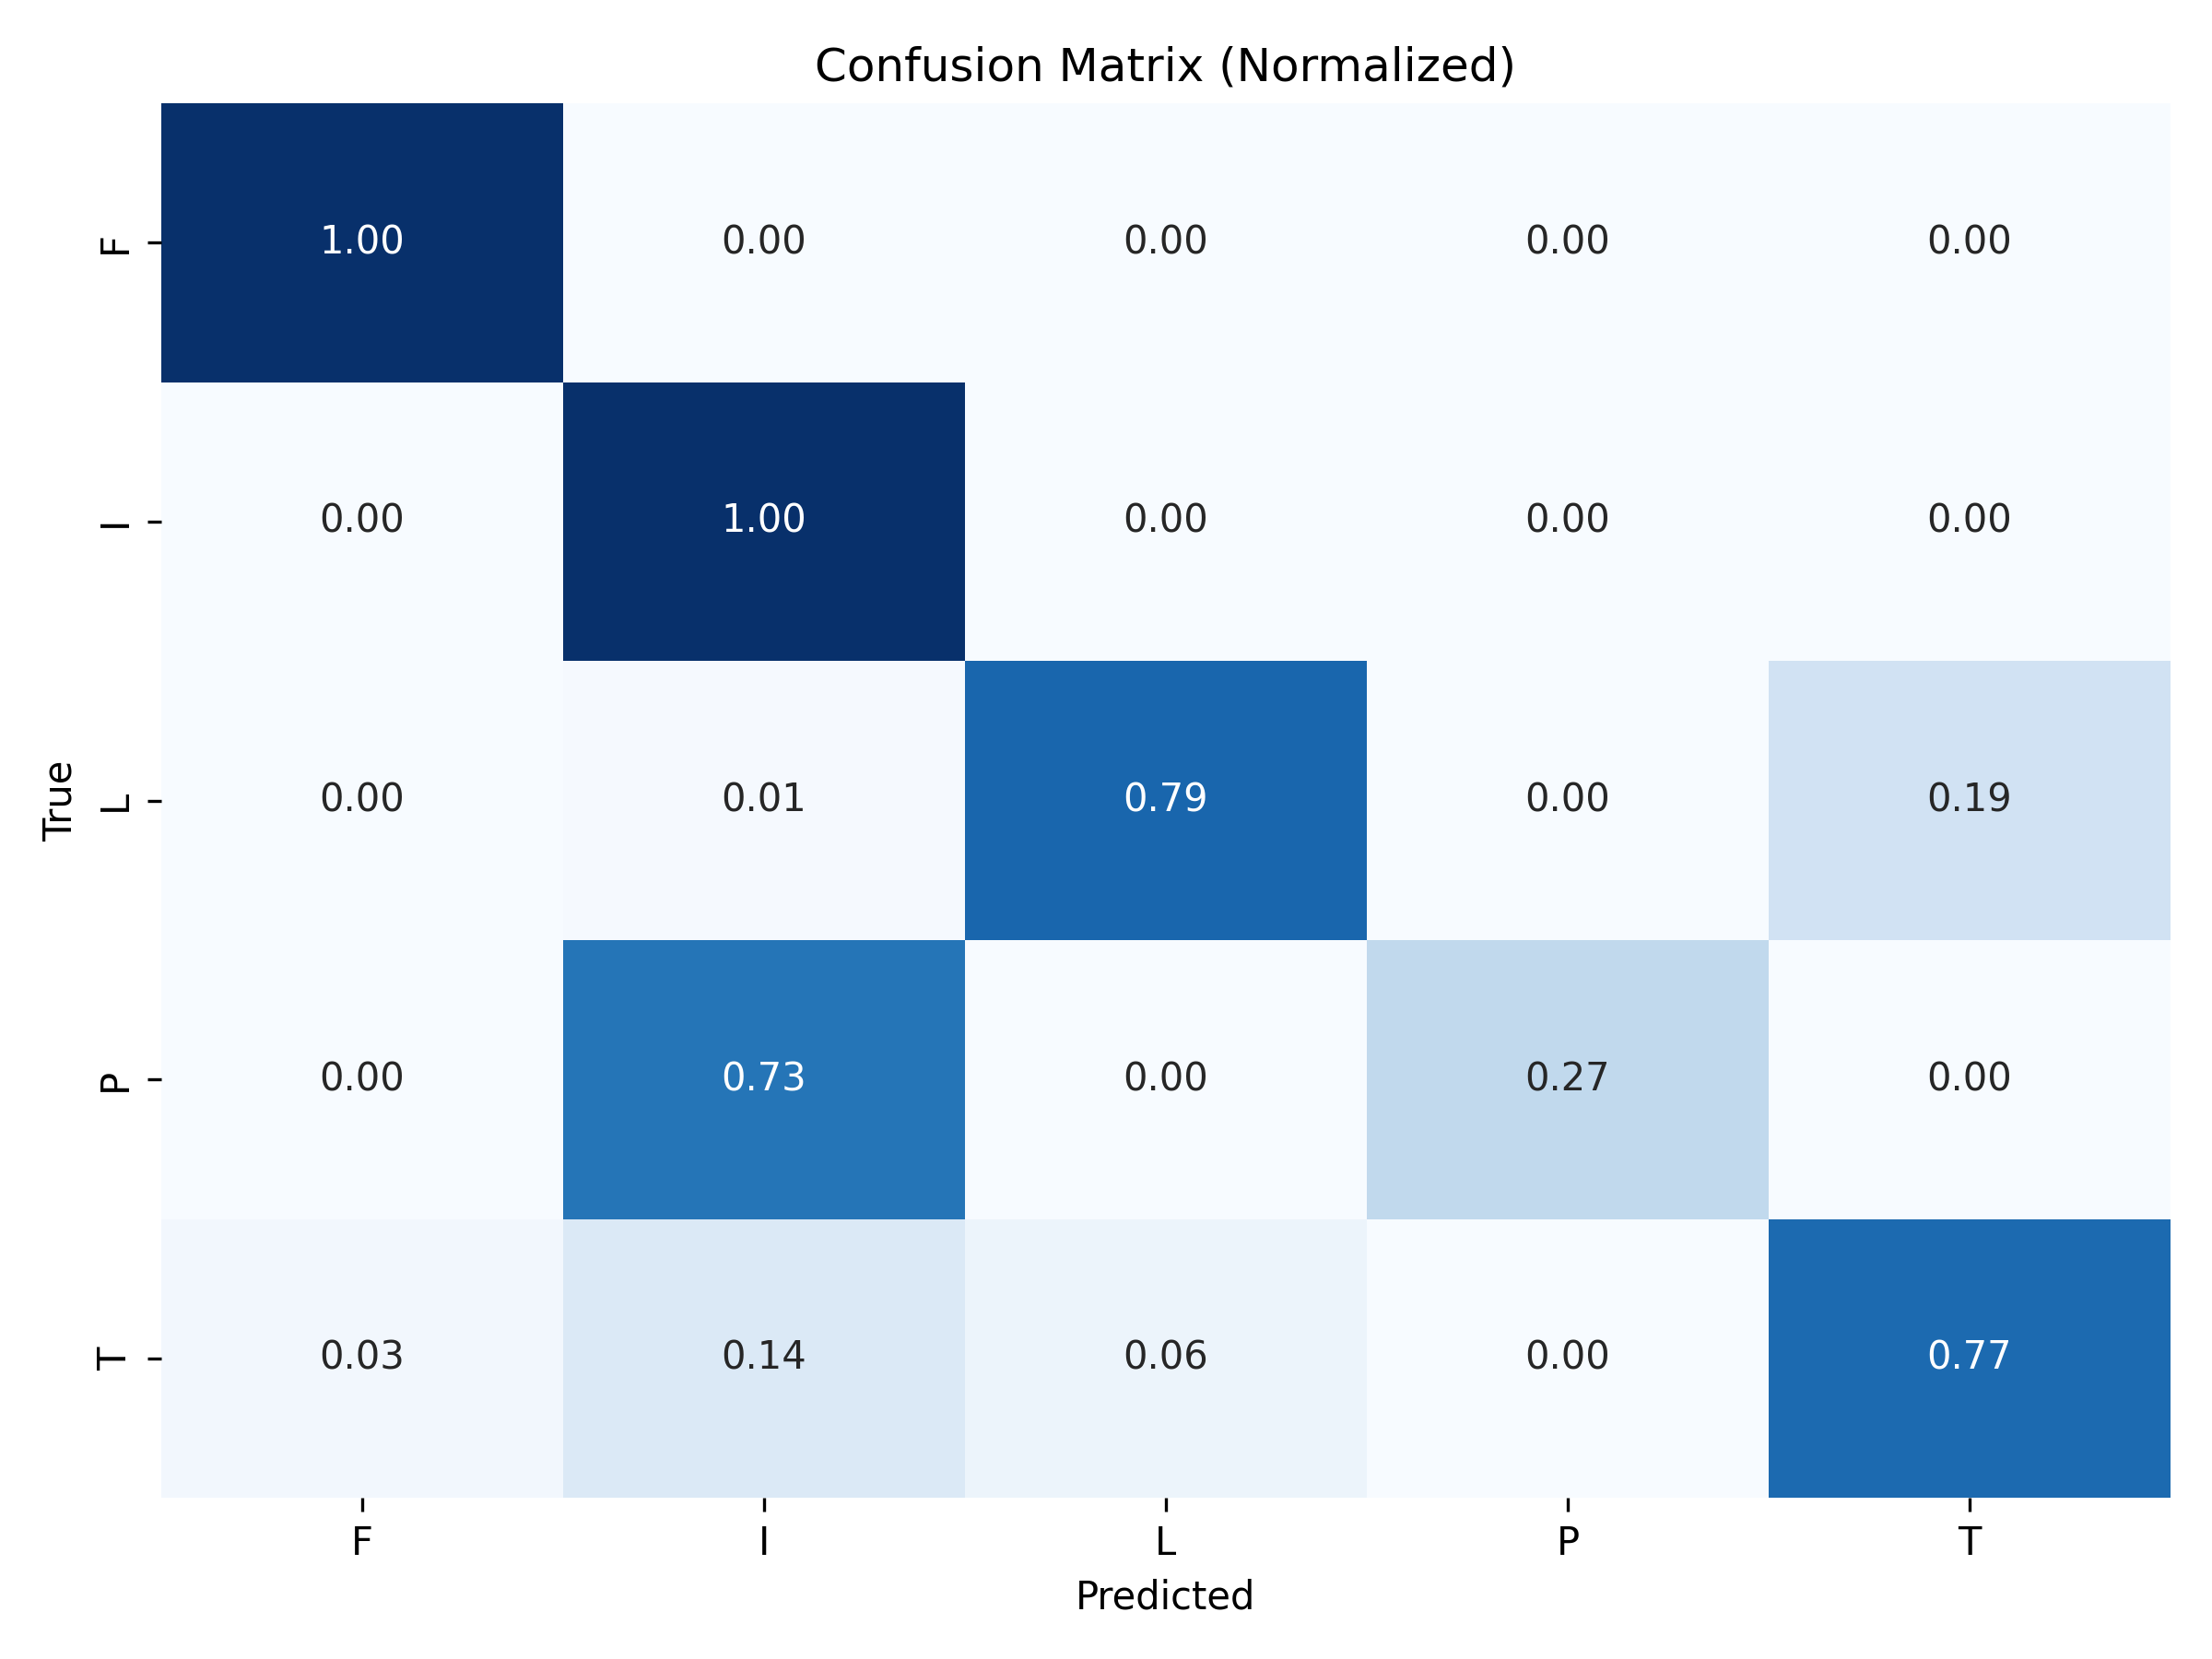 Confusion Matrix (Normalized)
F 1.00 0.00 0.00 0.00 0.00
I 0.00 1.00 0.00 0.00 0.00
L 0.00 0.01 0.79 0.00 0.19
P 0.00 0.73 0.00 0.27 0.00
T 0.03 0.14 0.06 0.00 0.77
True
F I L P T
Predicted